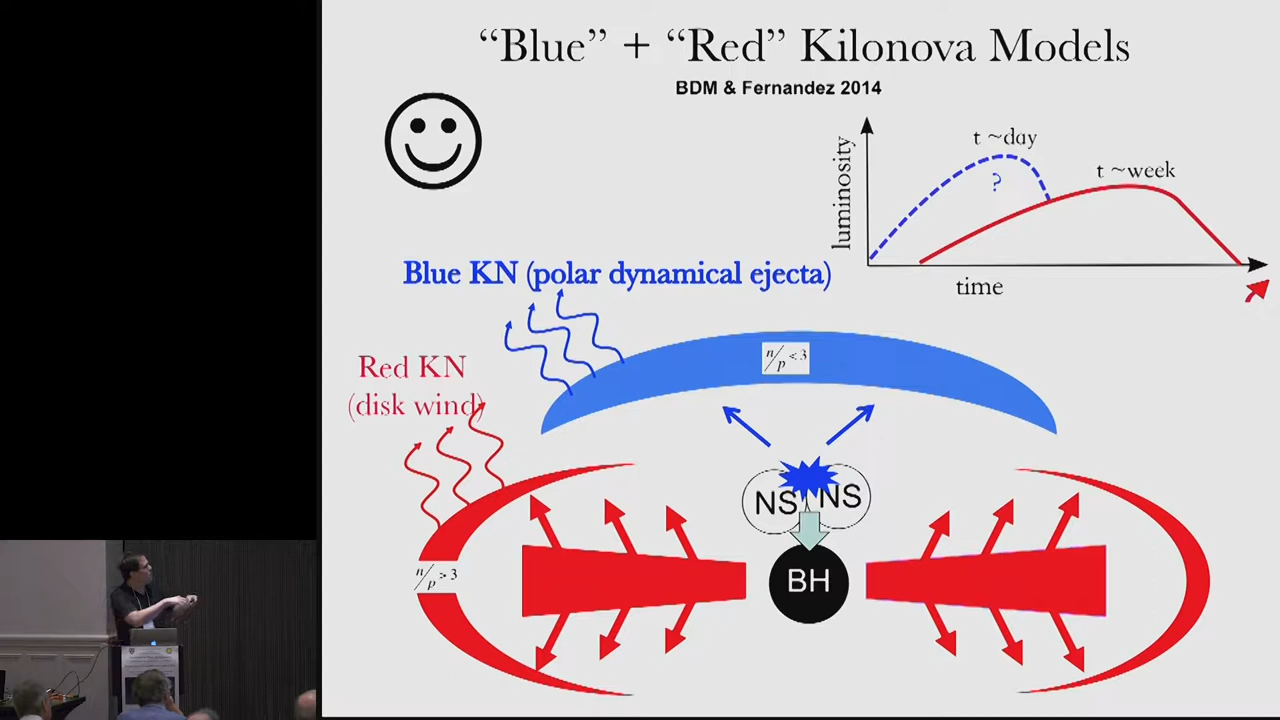 “Blue” + “Red” Kilonova Models
BDM & Fernandez 2014
luminosity
t ~day
?
t ~week
time
Blue KN (polar dynamical ejecta)
n/p < 3
Red KN
(disk wind)
NS
NS
n/p > 3
BH